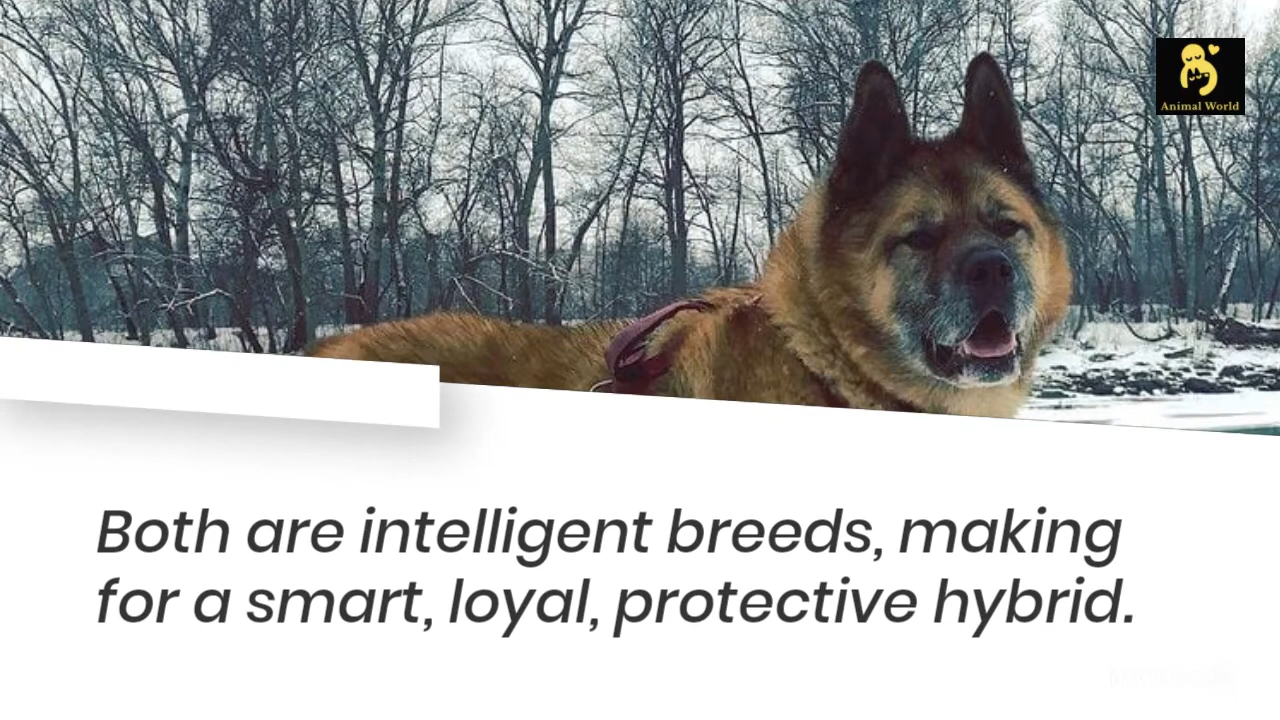 Animal World
Both are intelligent breeds, making
for a smart, loyal, protective hybrid.